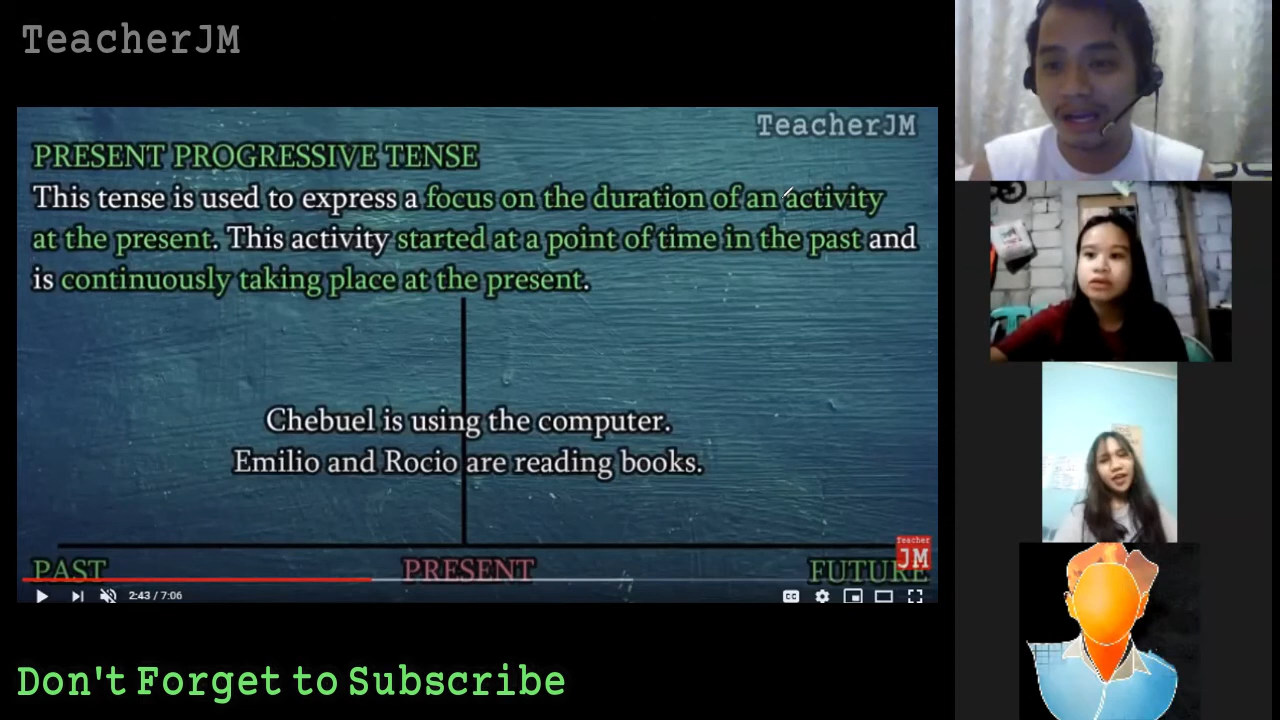 TeacherJM
TeacherJM
PRESENT PROGRESSIVE TENSE
This tense is used to express a focus on the duration of an activity
at the present. This activity started at a point of time in the past and
is continuously taking place at the present.
Chebuel is using the computer.
Emilio and Rocio are reading books.
Teacher
JM
PAST PRESENT FUTURE
2:43 / 7:06
CC
Don't Forget to Subscribe